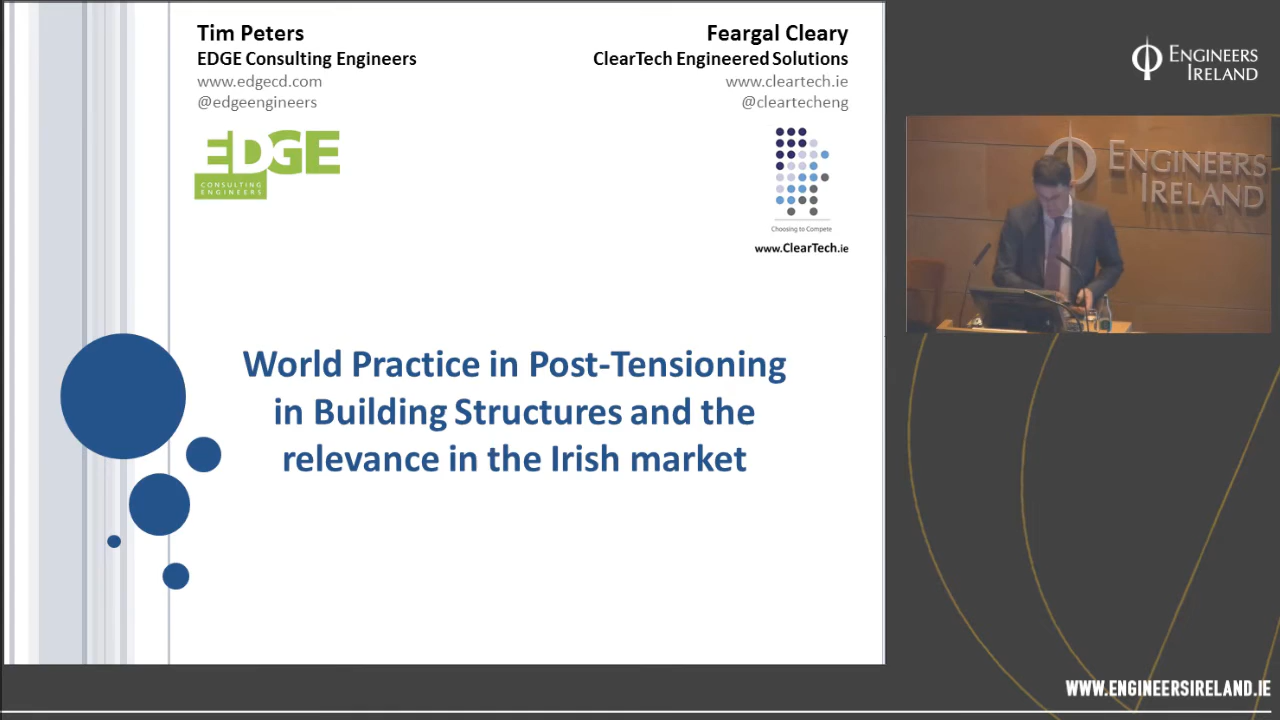 Tim Peters
EDGE Consulting Engineers
www.edgecd.com
@edgeengineers
EDGE
CONSULTING
ENGINEERS
Feargal Cleary
ClearTech Engineered Solutions
www.cleartech.ie
@cleartecheng
Choosing to Compete
www.ClearTech.ie
World Practice in Post-Tensioning
in Building Structures and the
relevance in the Irish market
ENGINEERS
IRELAND
ENGINEERS
IRELAND
WWW.ENGINEERSIRELAND.IE